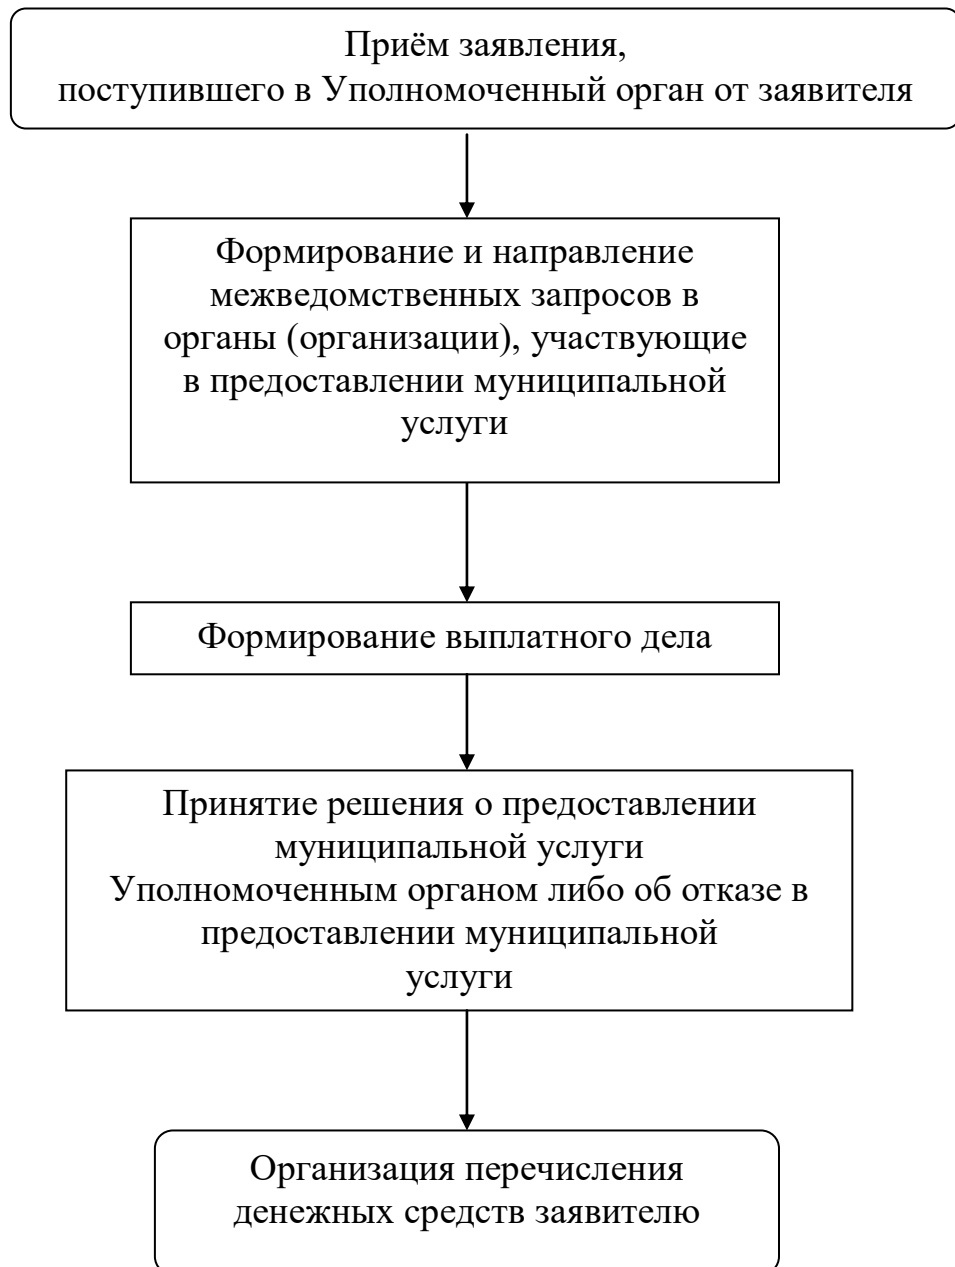 Приём заявления,
поступившего в Уполномоченный орган от заявителя
Формирование и направление
межведомственных запросов в
органы (организации), участвующие
в предоставлении муниципальной
услуги
Формирование выплатного дела
Принятие решения о предоставлении
муниципальной услуги
Уполномоченным органом либо об отказе в
предоставлении муниципальной
услуги
Организация перечисления
денежных средств заявителю